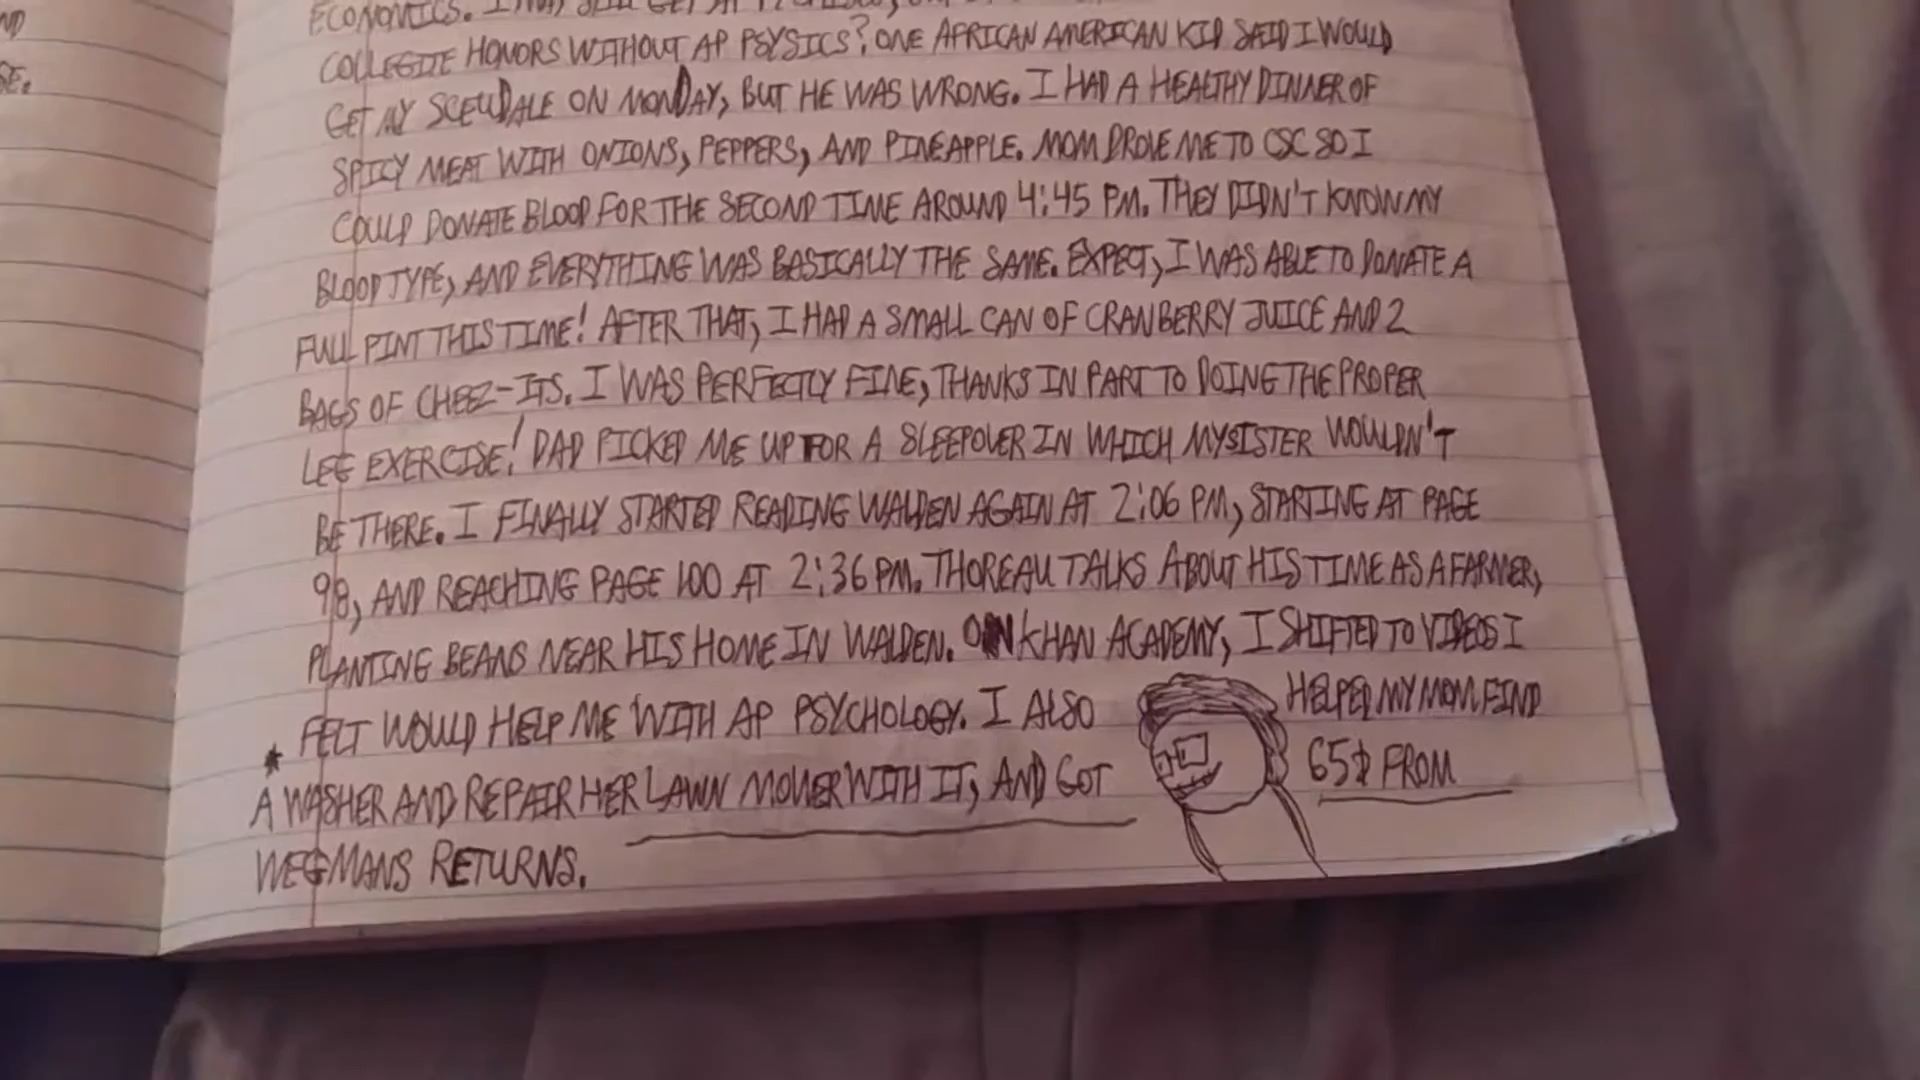 ND
SE.
ECONOMICS. I MAY STILL GET
COLLEGITE HONORS WITHOUT AP PSYSICS? ONE AFRICAN AMERICAN KID SAID I WOULD
GET MY SCEUDALE ON MONDAY, BUT HE WAS WRONG. I HAD A HEALTHY DINNER OF
SPICY MEAT WITH ONIONS, PEPPERS, AND PINEAPPLE. MOM DROVE ME TO CSC SO I
COULD DONATE BLOOD FOR THE SECOND TIME AROUND 4:45 PM. THEY DIDN'T KNOW MY
BLOOD TYPE, AND EVERYTHING WAS BASICALLY THE SAME. EXPECT, I WAS ABLE TO DONATE A
FULL PINT THIS TIME! AFTER THAT, I HAD A SMALL CAN OF CRANBERRY JUICE AND 2
BAGS OF CHEEZ-ITS. I WAS PERFECTLY FINE, THANKS IN PART TO DOING THE PROPER
LEG EXERCISE! DAD PICKED ME UP FOR A SLEEPOVER IN WHICH MY SISTER WOULDN'T
BE THERE. I FINALLY STARTED READING WALDEN AGAIN AT 2:06 PM, STARTING AT PAGE
98, AND REACHING PAGE 100 AT 2:36 PM. THOREAU TALKS ABOUT HIS TIME AS A FARMER,
PLANTING BEANS NEAR HIS HOME IN WALDEN. ON KHAN ACADEMY, I SHIFTED TO VIDEOS I
FELT WOULD HELP ME WITH AP PSYCHOLOGY. I ALSO HELPED MY MOM FIND
* A WASHER AND REPAIR HER LAWN MOWER WITH IT, AND GOT 65$ FROM
WEGMANS RETURNS.